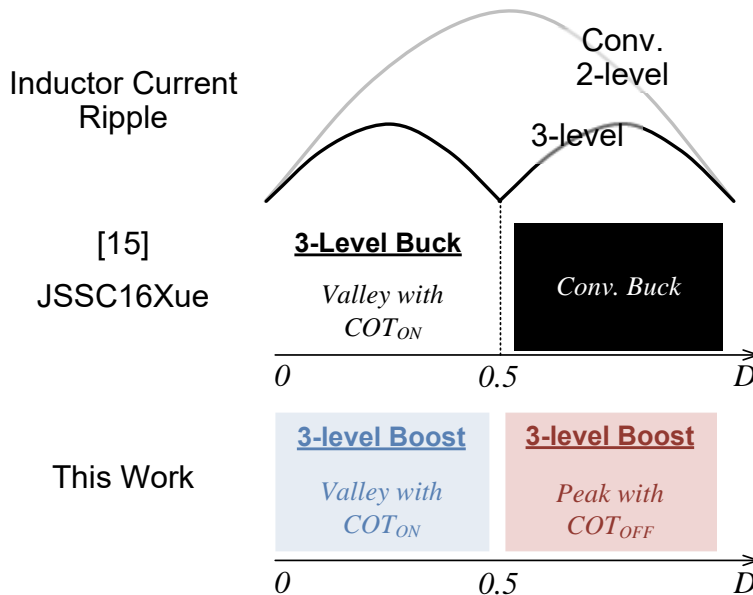 Conv.
2-level
Inductor Current
Ripple
3-level
[15]
JSSC16Xue
3-Level Buck
Valley with
COT_ON
Conv. Buck
0
0.5
D
This Work
3-level Boost
Valley with
COT_ON
3-level Boost
Peak with
COT_OFF
0
0.5
D